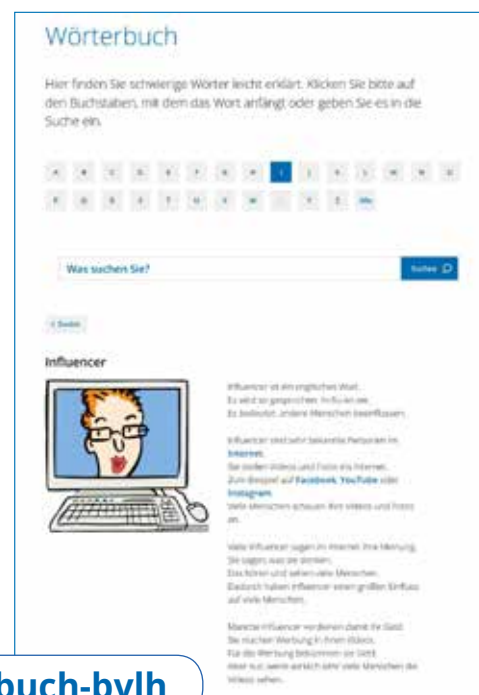 Wörterbuch
Hier finden Sie schwierige Wörter leicht erklärt. Klicken Sie bitte auf
den Buchstaben, mit dem das Wort anfängt oder geben Sie es in die
Suche ein.
A B C D E F G H I J K L M N O
P Q R S T U V W Y Z Alle
Was suchen Sie?
Suchen
< Zurück
Influencer
Influencer ist ein englisches Wort.
Es wird so gesprochen:
Es bedeutet: andere Menschen beeinflussen.
Influencer sind sehr bekannte Personen im
Internet.
Sie stellen Videos und Fotos ins Internet.
Zum Beispiel auf Facebook, YouTube oder
Instagram.
Viele Menschen schauen ihre Videos und Fotos
an.
Viele Influencer sagen im Internet ihre Meinung.
Sie sagen, was sie denken.
Das hören und sehen viele Menschen.
Dadurch haben Influencer einen großen Einfluss
auf viele Menschen.
Manche Influencer verdienen damit ihr Geld.
Sie machen Werbung in ihren Videos.
Für die Werbung bekommen sie Geld.
Aber nur, wenn wirklich sehr viele Menschen die
Videos sehen.
buch-bvlh